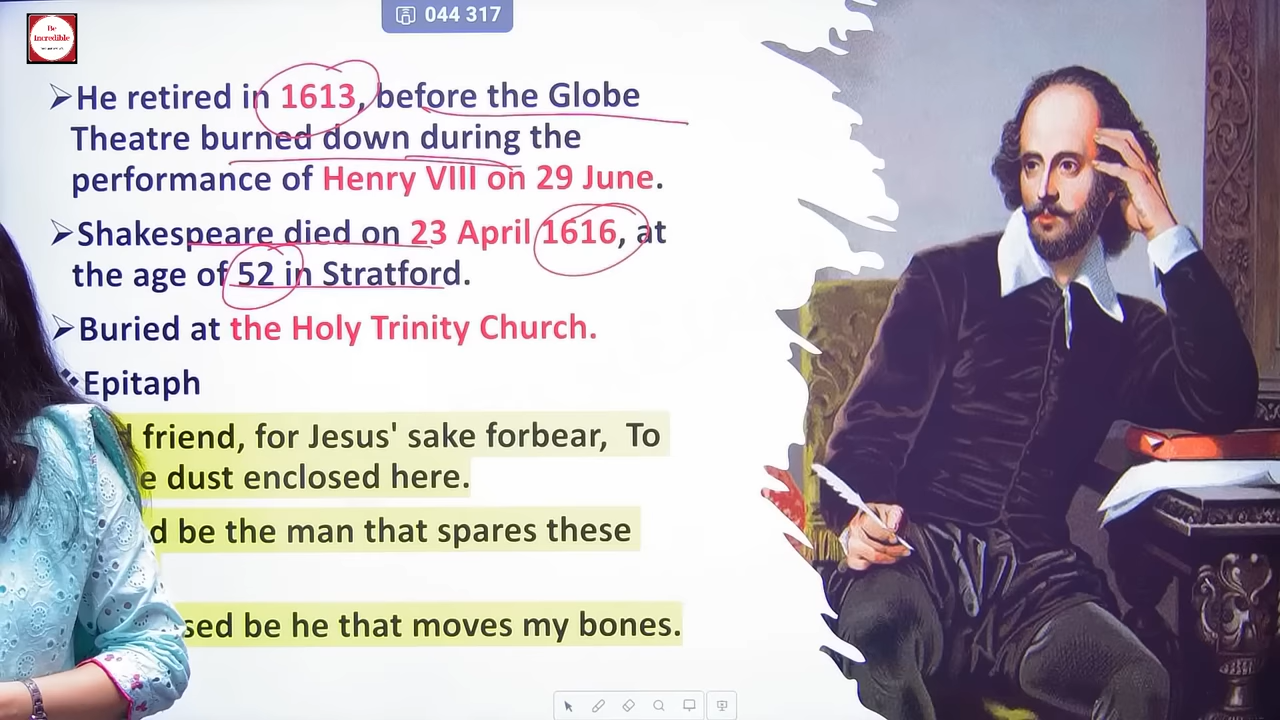 044 317
Be
Incredible
He retired in 1613, before the Globe
Theatre burned down during the
performance of Henry VIII on 29 June.
Shakespeare died on 23 April 1616, at
the age of 52 in Stratford.
Buried at the Holy Trinity Church.
Epitaph
friend, for Jesus' sake forbear, To
dust enclosed here.
be the man that spares these
be he that moves my bones.